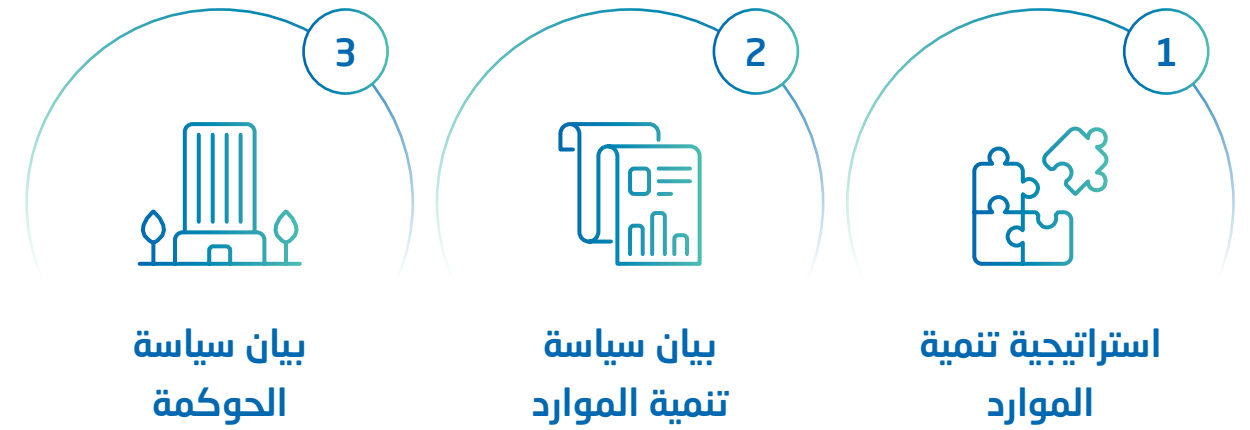 1
استراتيجية تنمية
الموارد
2
بيان سياسة
تنمية الموارد
3
بيان سياسة
الحوكمة